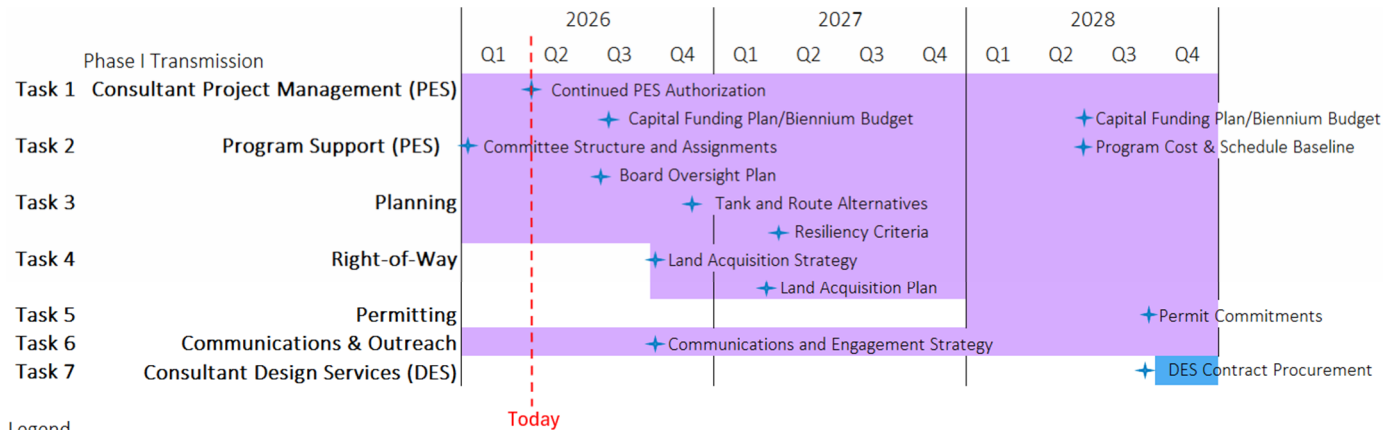 2026 2027 2028
Phase I Transmission Q1 Q2 Q3 Q4 Q1 Q2 Q3 Q4 Q1 Q2 Q3 Q4
Task 1 Consultant Project Management (PES) Continued PES Authorization
Capital Funding Plan/Biennium Budget Capital Funding Plan/Biennium Budget
Task 2 Program Support (PES) Committee Structure and Assignments Program Cost & Schedule Baseline
Board Oversight Plan
Task 3 Planning Tank and Route Alternatives
Resiliency Criteria
Task 4 Right-of-Way Land Acquisition Strategy
Land Acquisition Plan
Task 5 Permitting Permit Commitments
Task 6 Communications & Outreach Communications and Engagement Strategy
Task 7 Consultant Design Services (DES) DES Contract Procurement
Today
Legend